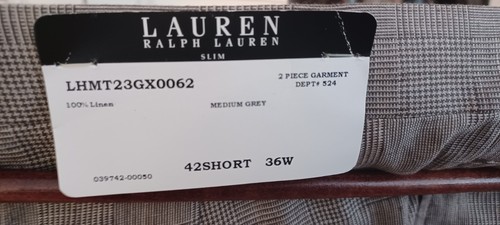 LAUREN
RALPH LAUREN
SLIM
LHMT23GX0062
2 PIECE GARMENT
DEPT# 524
100% Linen
MEDIUM GREY
42SHORT 36W
039742-00050